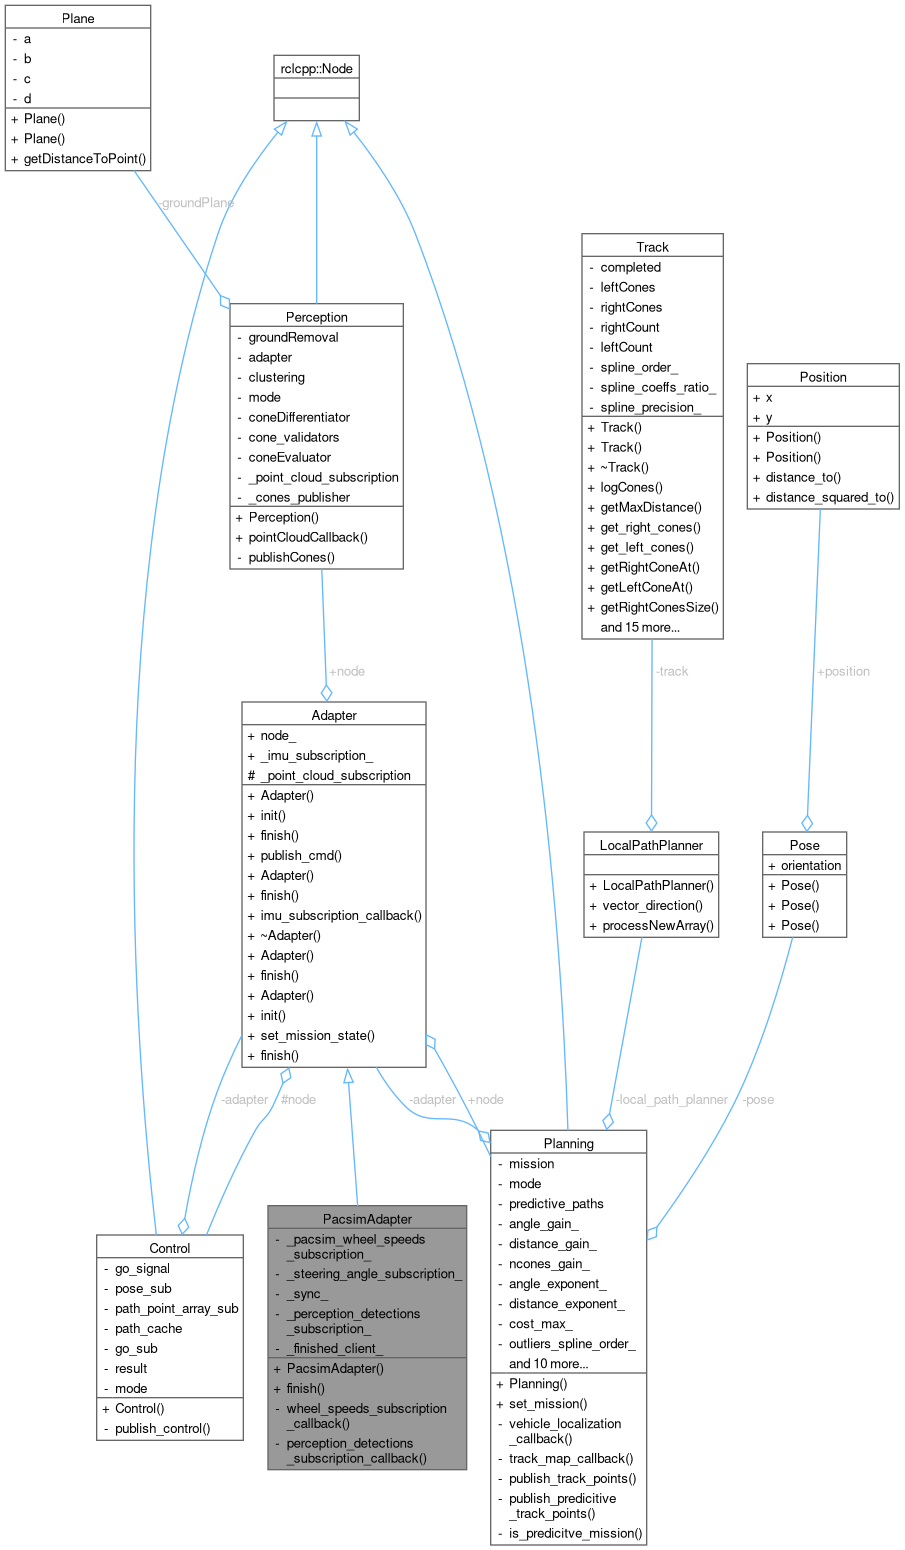 Plane
- a
- b
- c
- d
+ Plane()
+ Plane()
+ getDistanceToPoint()
rclcpp::Node
-groundPlane
Perception
- groundRemoval
- adapter
- clustering
- mode
- coneDifferentiator
- cone_validators
- coneEvaluator
- _point_cloud_subscription
- _cones_publisher
+ Perception()
+ pointCloudCallback()
- publishCones()
Track
- completed
- leftCones
- rightCones
- rightCount
- leftCount
- spline_order_
- spline_coeffs_ratio_
- spline_precision_
+ Track()
+ Track()
+ ~Track()
+ logCones()
+ getMaxDistance()
+ get_right_cones()
+ get_left_cones()
+ getRightConeAt()
+ getLeftConeAt()
+ getRightConesSize()
and 15 more...
Position
+ x
+ y
+ Position()
+ Position()
+ distance_to()
+ distance_squared_to()
+node
-track
+position
Adapter
+ node_
+ _imu_subscription_
# _point_cloud_subscription
+ Adapter()
+ init()
+ finish()
+ publish_cmd()
+ Adapter()
+ finish()
+ imu_subscription_callback()
+ ~Adapter()
+ Adapter()
+ finish()
+ Adapter()
+ init()
+ set_mission_state()
+ finish()
LocalPathPlanner
+ LocalPathPlanner()
+ vector_direction()
+ processNewArray()
Pose
+ orientation
+ Pose()
+ Pose()
+ Pose()
-adapter
#node
-adapter
+node
-local_path_planner
-pose
Control
- go_signal
- pose_sub
- path_point_array_sub
- path_cache
- go_sub
- result
- mode
+ Control()
- publish_control()
PacsimAdapter
- _pacsim_wheel_speeds
_subscription_
- _steering_angle_subscription_
- _sync_
- _perception_detections
_subscription_
- _finished_client_
+ PacsimAdapter()
+ finish()
- wheel_speeds_subscription
_callback()
- perception_detections
_subscription_callback()
Planning
- mission
- mode
- predictive_paths
- angle_gain_
- distance_gain_
- ncones_gain_
- angle_exponent_
- distance_exponent_
- cost_max_
- outliers_spline_order_
and 10 more...
+ Planning()
+ set_mission()
- vehicle_localization
_callback()
- track_map_callback()
- publish_track_points()
- publish_predicitive
_track_points()
- is_predicitve_mission()